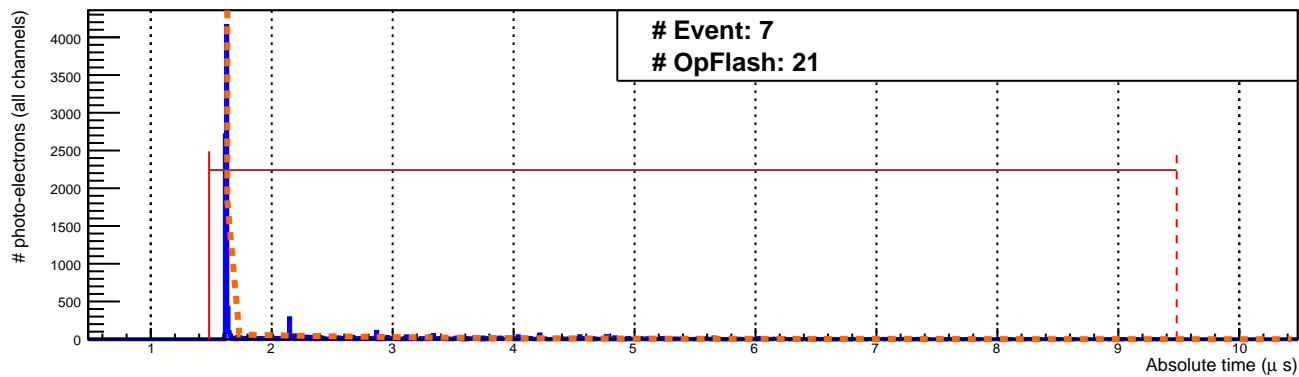 # Event: 7
# OpFlash: 21
# photo-electrons (all channels)
4000
3500
3000
2500
2000
1500
1000
500
0
1 2 3 4 5 6 7 8 9 10
Absolute time (μ s)